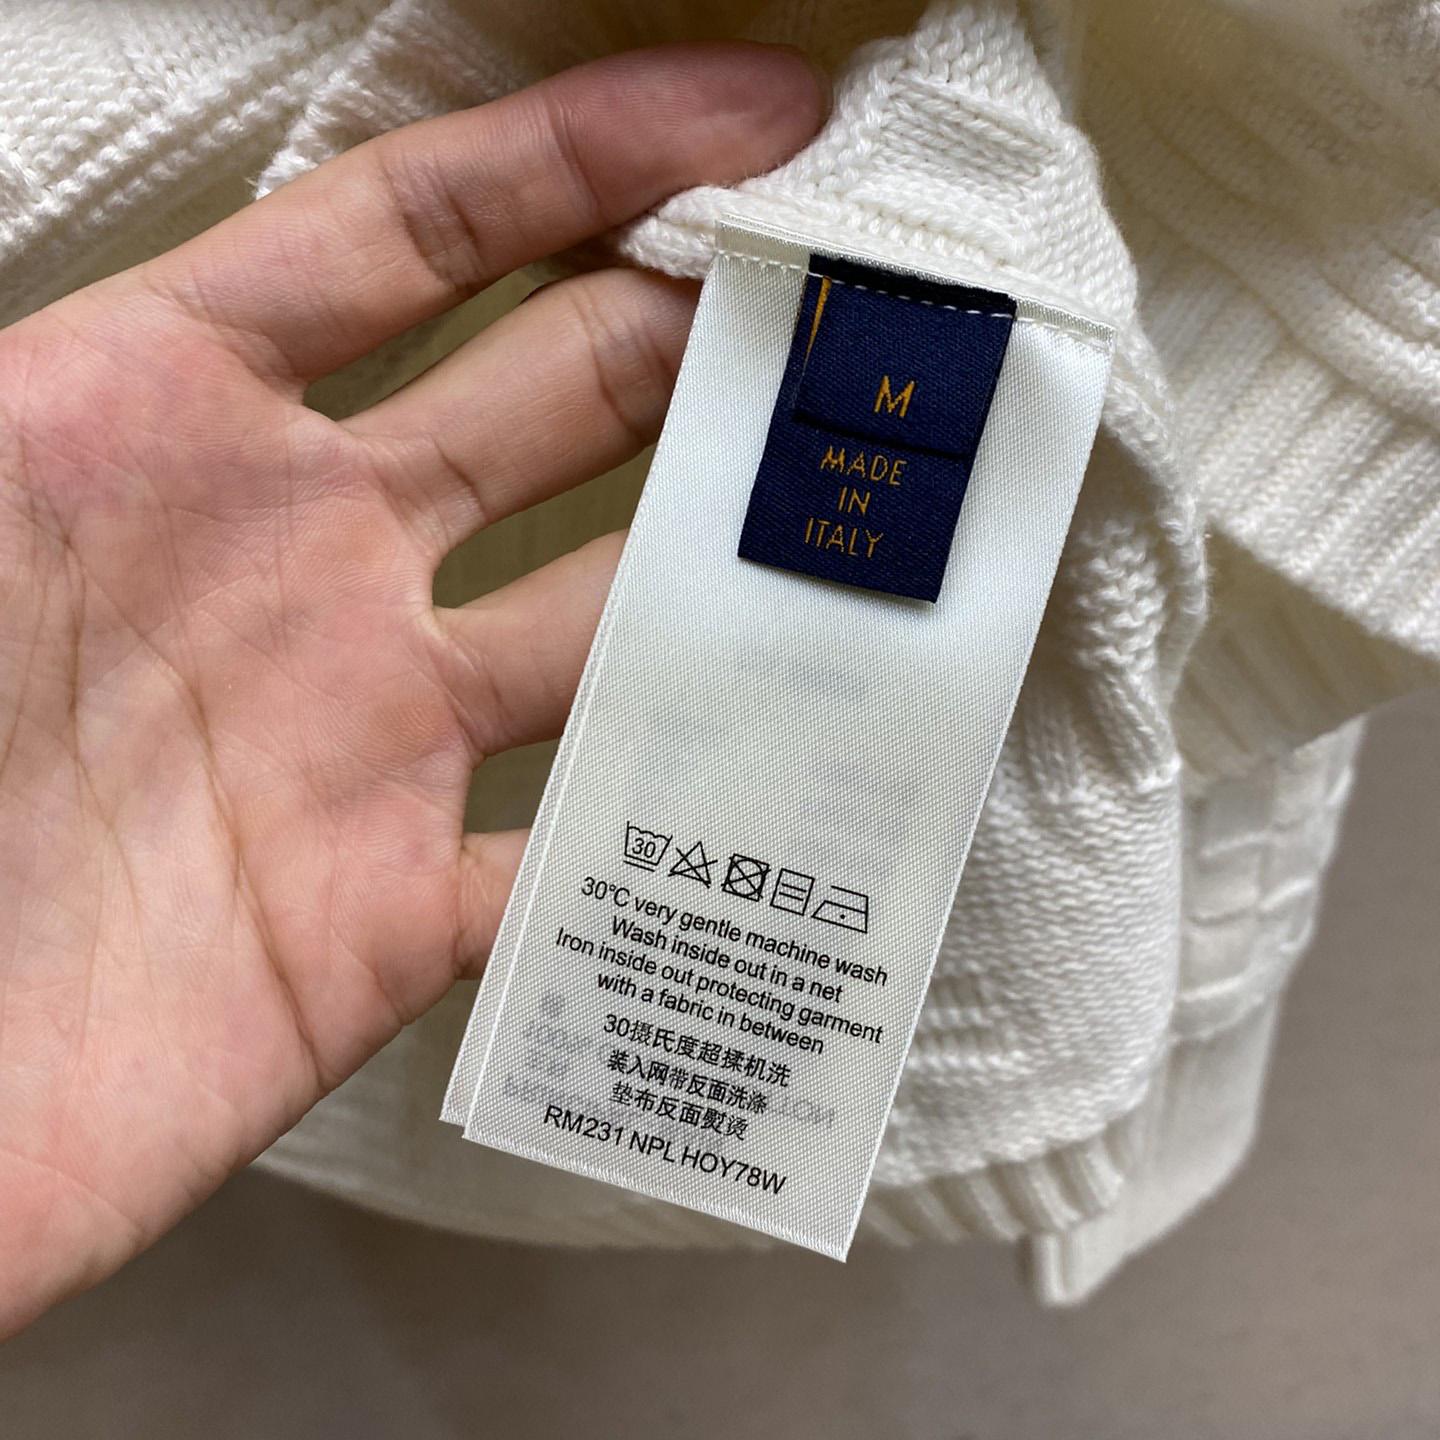 M
MADE
IN
ITALY
30
30°C very gentle machine wash
Wash inside out in a net
Iron inside out protecting garment
with a fabric in between
30摄氏度超揉机洗
装入网带反面洗涤
垫布反面熨烫
RM231 NPL HOY78W